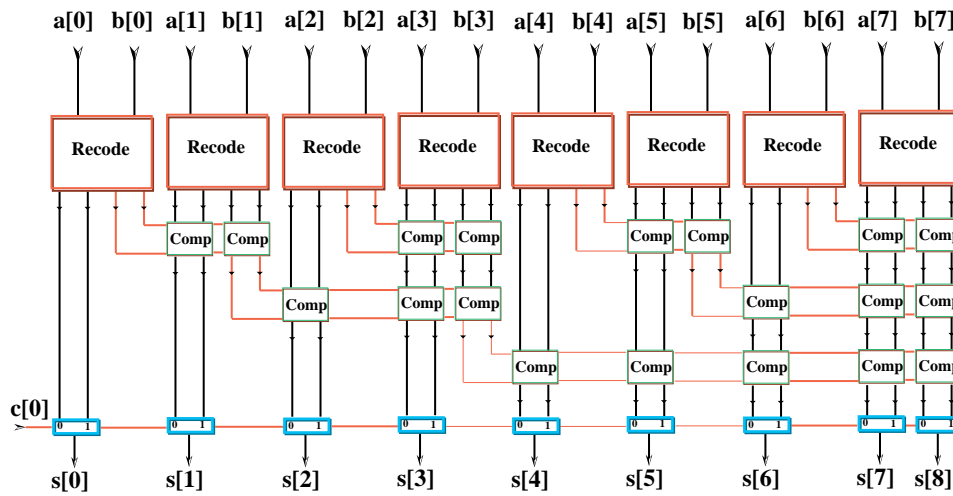 a[0] b[0] a[1] b[1] a[2] b[2] a[3] b[3] a[4] b[4] a[5] b[5] a[6] b[6] a[7] b[7]
Recode Recode Recode Recode Recode Recode Recode Recode
Comp Comp Comp Comp Comp Comp Comp Comp
Comp Comp Comp Comp Comp Comp
Comp Comp Comp Comp Comp
c[0] 0 1 0 1 0 1 0 1 0 1 0 1 0 1 0 1 0 1
s[0] s[1] s[2] s[3] s[4] s[5] s[6] s[7] s[8]